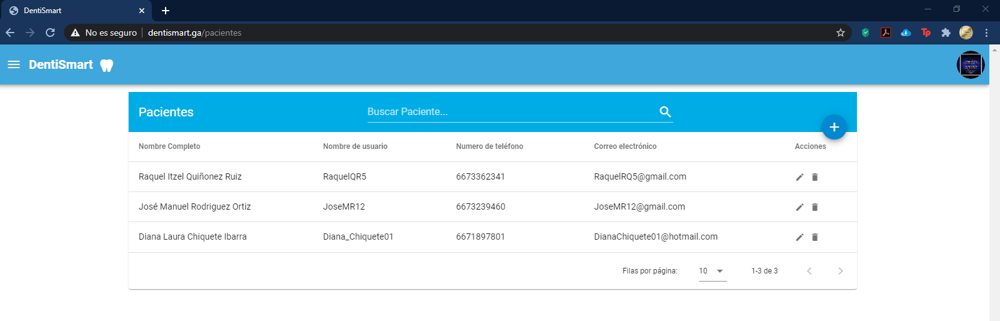 DentiSmart
No es seguro dentismart.ga/pacientes
Tp
DentiSmart
Pacientes Buscar Paciente...
Nombre Completo Nombre de usuario Numero de teléfono Correo electrónico Acciones
Raquel Itzel Quiñonez Ruiz RaquelQR5 6673362341 RaquelRQ5@gmail.com
José Manuel Rodriguez Ortiz JoseMR12 6673239460 JoseMR12@gmail.com
Diana Laura Chiquete Ibarra Diana_Chiquete01 6671897801 DianaChiquete01@hotmail.com
Filas por página: 10 1-3 de 3